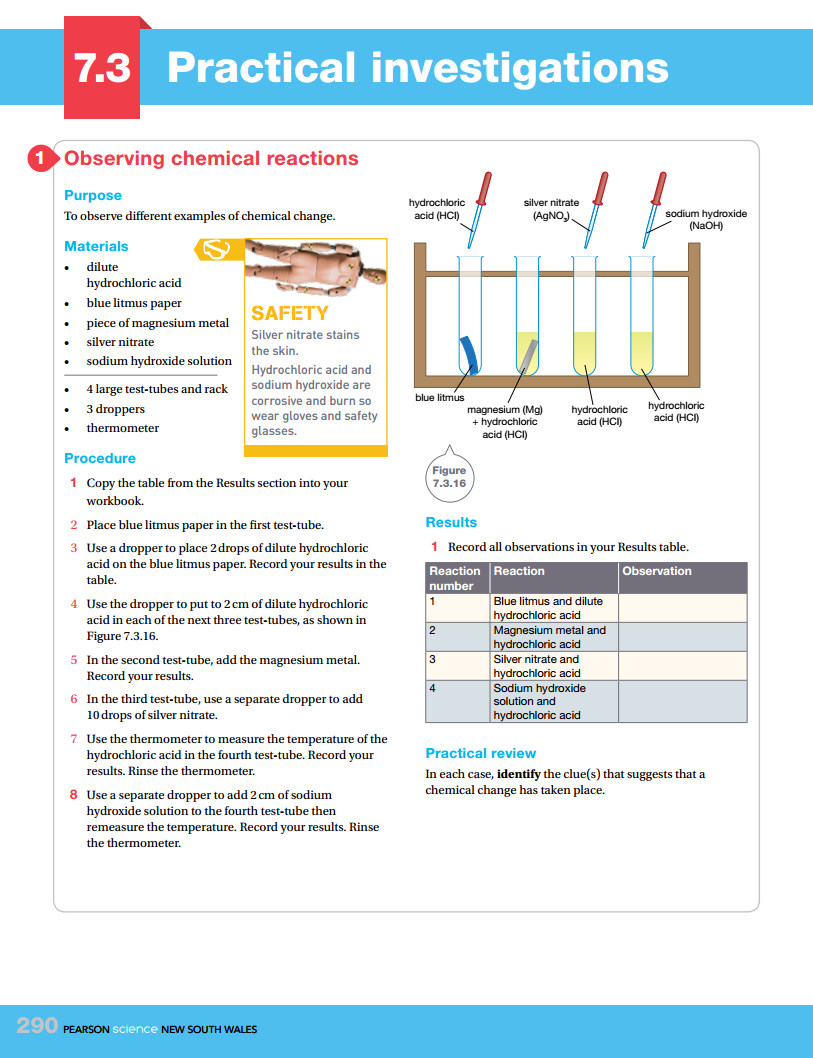 7.3 Practical investigations
1 Observing chemical reactions
Purpose
To observe different examples of chemical change.
Materials
• dilute
hydrochloric acid
• blue litmus paper
• piece of magnesium metal
• silver nitrate
• sodium hydroxide solution
• 4 large test-tubes and rack
• 3 droppers
• thermometer
SAFETY
Silver nitrate stains
the skin.
Hydrochloric acid and
sodium hydroxide are
corrosive and burn so
wear gloves and safety
glasses.
Procedure
1 Copy the table from the Results section into your
workbook.
2 Place blue litmus paper in the first test-tube.
3 Use a dropper to place 2 drops of dilute hydrochloric
acid on the blue litmus paper. Record your results in the
table.
4 Use the dropper to put to 2 cm of dilute hydrochloric
acid in each of the next three test-tubes, as shown in
Figure 7.3.16.
5 In the second test-tube, add the magnesium metal.
Record your results.
6 In the third test-tube, use a separate dropper to add
10 drops of silver nitrate.
7 Use the thermometer to measure the temperature of the
hydrochloric acid in the fourth test-tube. Record your
results. Rinse the thermometer.
8 Use a separate dropper to add 2 cm of sodium
hydroxide solution to the fourth test-tube then
remeasure the temperature. Record your results. Rinse
the thermometer.
hydrochloric
acid (HCl)
silver nitrate
(AgNO₃)
sodium hydroxide
(NaOH)
blue litmus
magnesium (Mg)
+ hydrochloric
acid (HCl)
hydrochloric
acid (HCl)
hydrochloric
acid (HCl)
Figure
7.3.16
Results
1 Record all observations in your Results table.
Reaction Reaction Observation
number
1 Blue litmus and dilute
hydrochloric acid
2 Magnesium metal and
hydrochloric acid
3 Silver nitrate and
hydrochloric acid
4 Sodium hydroxide
solution and
hydrochloric acid
Practical review
In each case, identify the clue(s) that suggests that a
chemical change has taken place.
290 PEARSON science NEW SOUTH WALES